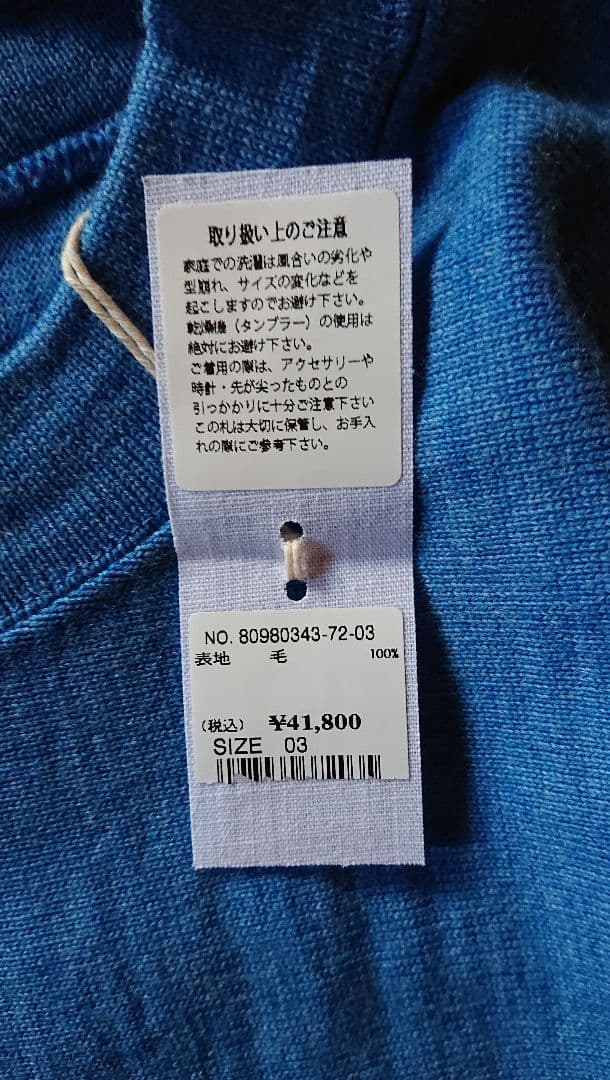 取り扱い上のご注意
家庭での洗濯は風合いの劣化や
型崩れ、サイズの変化などを
起こしますのでお避け下さい。
乾燥機（タンブラー）の使用は
絶対にお避け下さい。
ご着用の際は、アクセサリーや
時計・先が尖ったものとの
引っかかりに十分ご注意下さい
この札は大切に保管し、お手入
れの際にご参考下さい。
NO. 80980343-72-03
表地 毛 100%
（税込） ¥41,800
SIZE 03